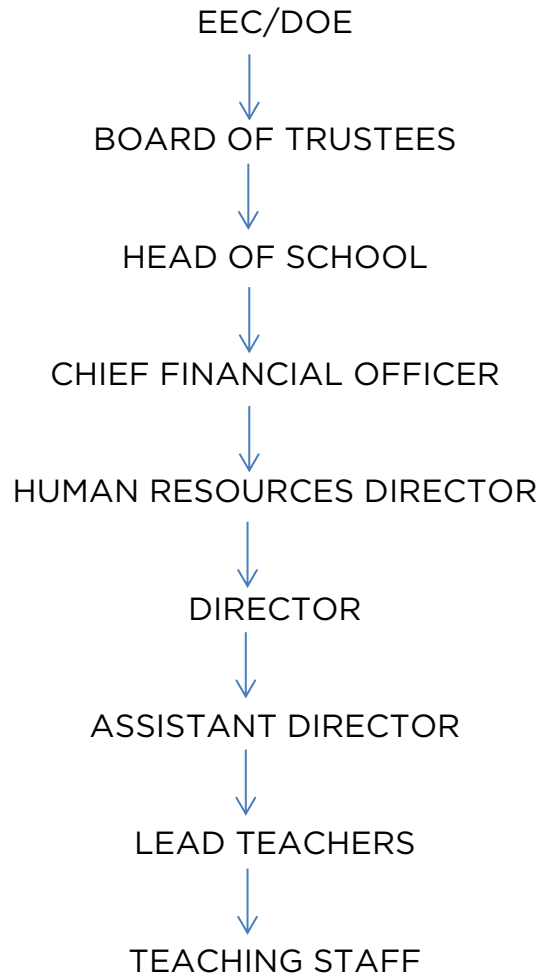 EEC/DOE
BOARD OF TRUSTEES
HEAD OF SCHOOL
CHIEF FINANCIAL OFFICER
HUMAN RESOURCES DIRECTOR
DIRECTOR
ASSISTANT DIRECTOR
LEAD TEACHERS
TEACHING STAFF